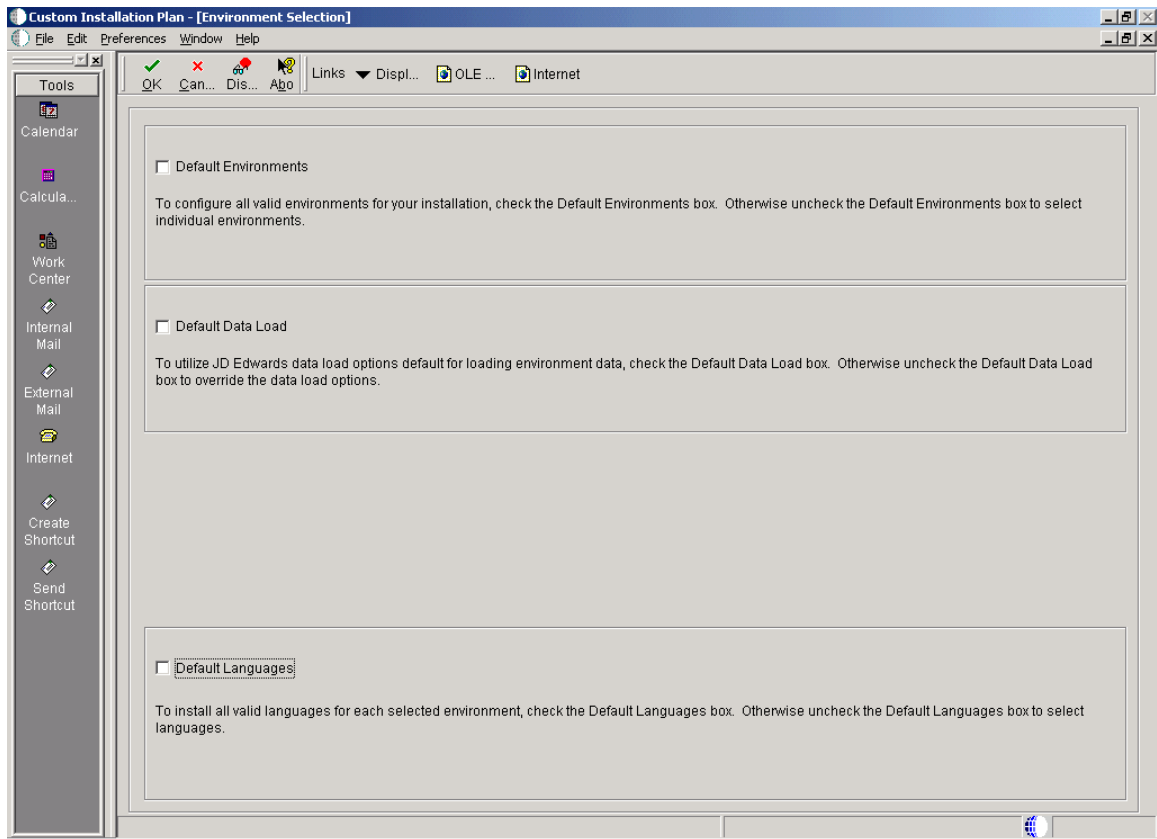 Custom Installation Plan - [Environment Selection]
File Edit Preferences Window Help
Tools
OK Can... Dis... Abo Links Displ... OLE ... Internet
Calendar
Calcula...
Work
Center
Internal
Mail
External
Mail
Internet
Create
Shortcut
Send
Shortcut
Default Environments
To configure all valid environments for your installation, check the Default Environments box. Otherwise uncheck the Default Environments box to select
individual environments.
Default Data Load
To utilize JD Edwards data load options default for loading environment data, check the Default Data Load box. Otherwise uncheck the Default Data Load
box to override the data load options.
Default Languages
To install all valid languages for each selected environment, check the Default Languages box. Otherwise uncheck the Default Languages box to select
languages.